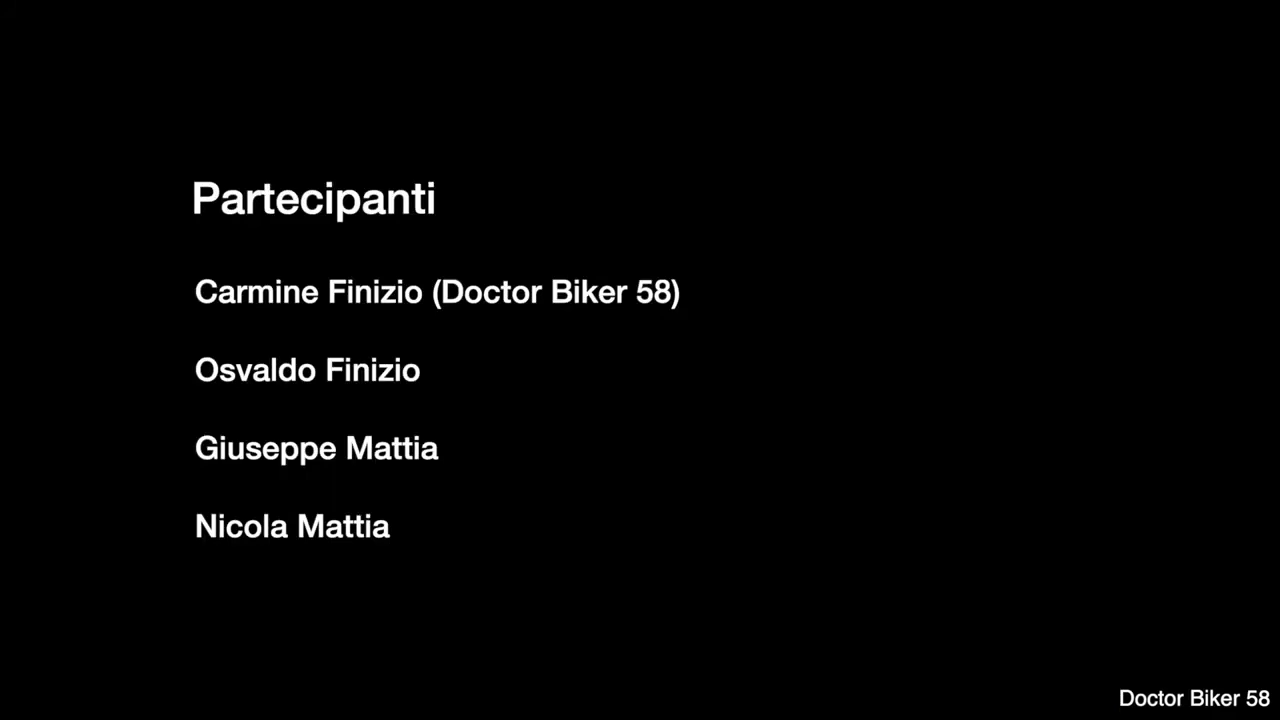 Partecipanti
Carmine Finizio (Doctor Biker 58)
Osvaldo Finizio
Giuseppe Mattia
Nicola Mattia
Doctor Biker 58